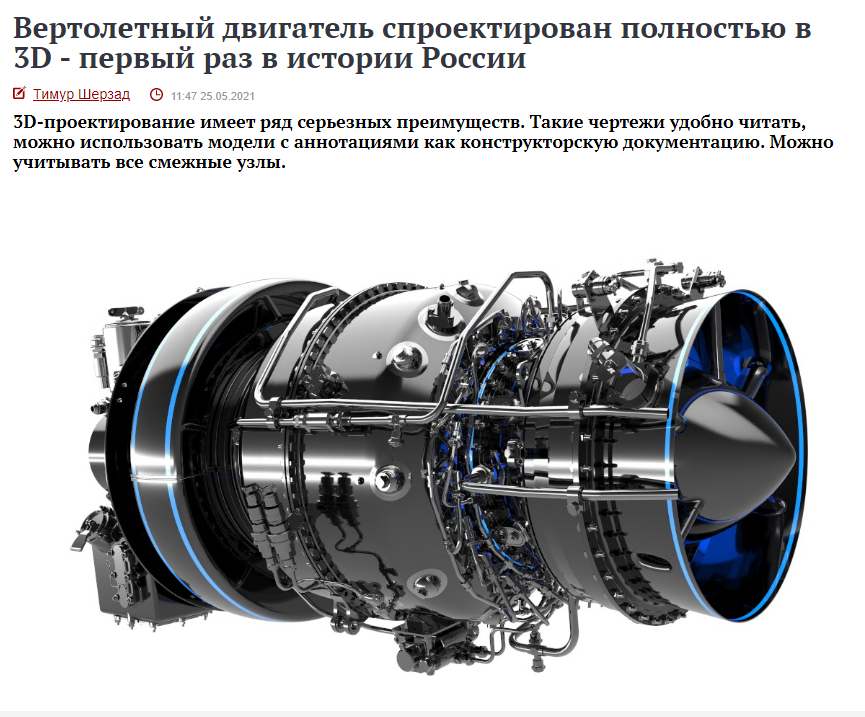 Вертолетный двигатель спроектирован полностью в
3D - первый раз в истории России
Тимур Шерзад 11:47 25.05.2021
3D-проектирование имеет ряд серьезных преимуществ. Такие чертежи удобно читать,
можно использовать модели с аннотациями как конструкторскую документацию. Можно
учитывать все смежные узлы.